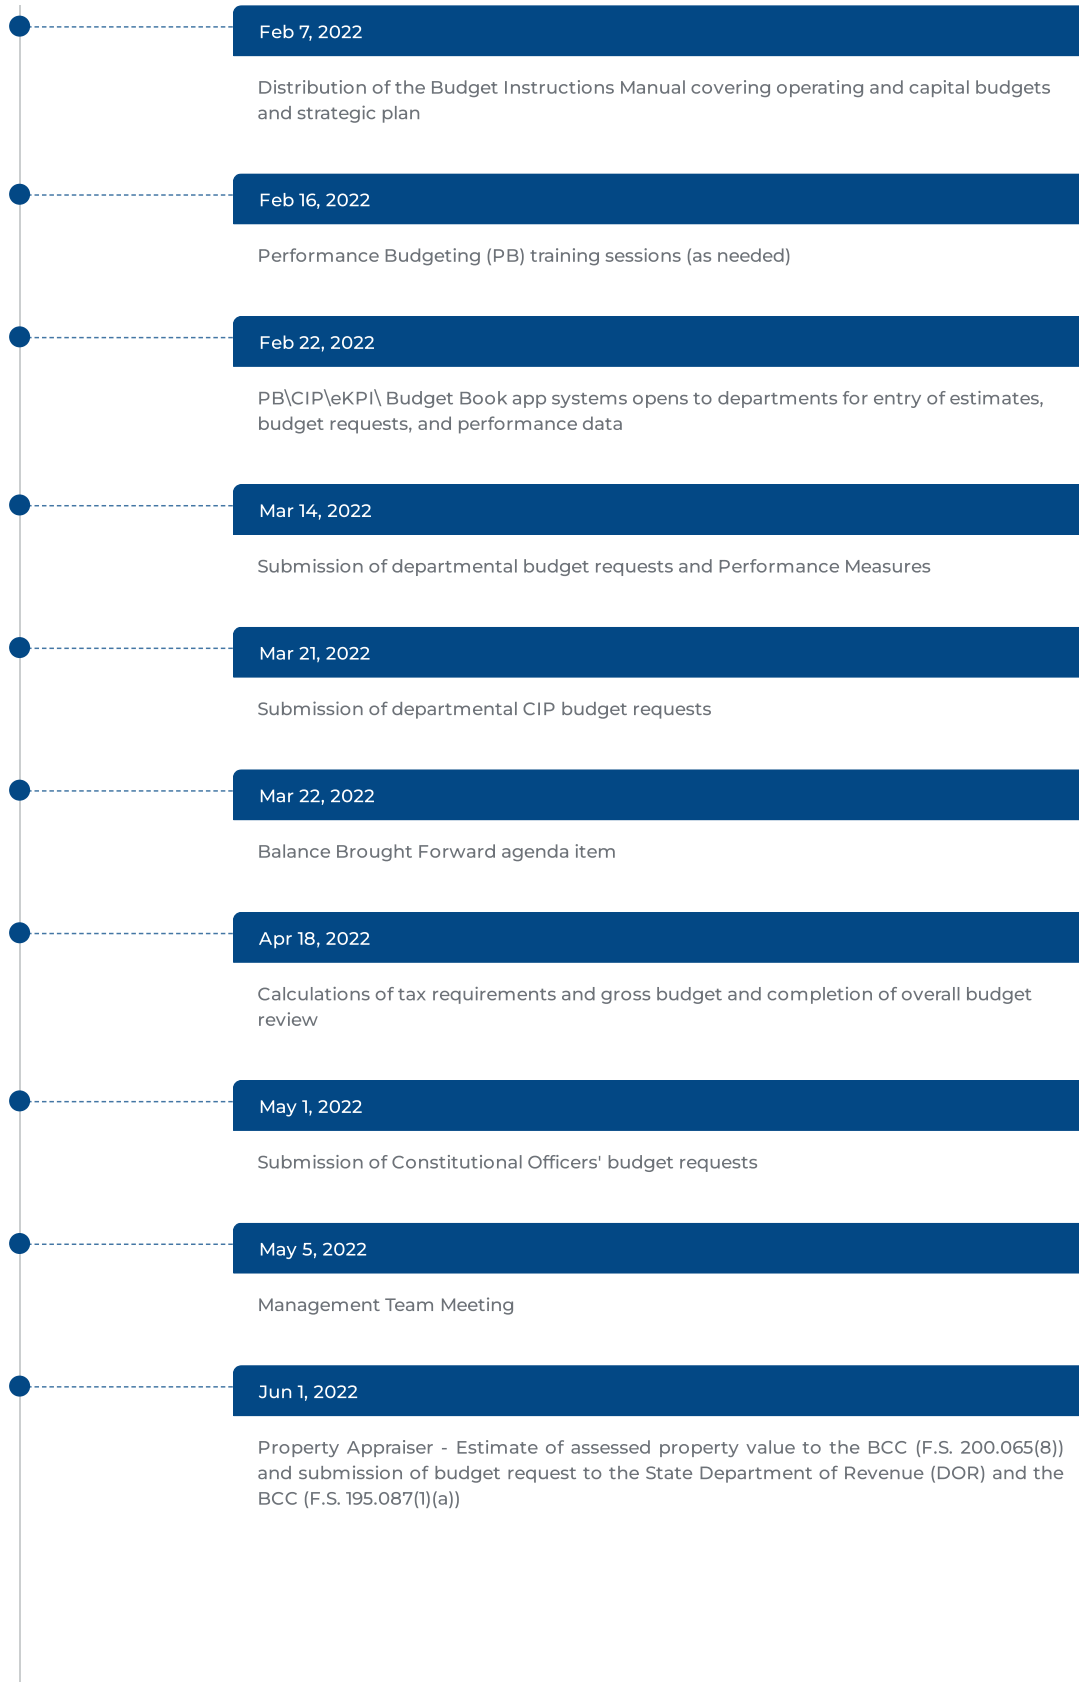 Feb 7, 2022
Distribution of the Budget Instructions Manual covering operating and capital budgets
and strategic plan
Feb 16, 2022
Performance Budgeting (PB) training sessions (as needed)
Feb 22, 2022
PB\CIP\eKPI\ Budget Book app systems opens to departments for entry of estimates,
budget requests, and performance data
Mar 14, 2022
Submission of departmental budget requests and Performance Measures
Mar 21, 2022
Submission of departmental CIP budget requests
Mar 22, 2022
Balance Brought Forward agenda item
Apr 18, 2022
Calculations of tax requirements and gross budget and completion of overall budget
review
May 1, 2022
Submission of Constitutional Officers' budget requests
May 5, 2022
Management Team Meeting
Jun 1, 2022
Property Appraiser - Estimate of assessed property value to the BCC (F.S. 200.065(8))
and submission of budget request to the State Department of Revenue (DOR) and the
BCC (F.S. 195.087(1)(a))